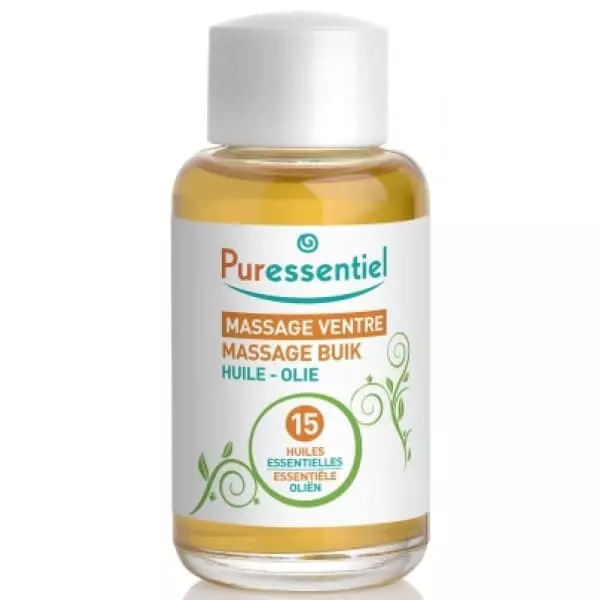 Puressentiel
MASSAGE VENTRE
MASSAGE BUIK
HUILE - OLIE
15
HUILES
ESSENTIELLES
ESSENTIËLE
OLIËN